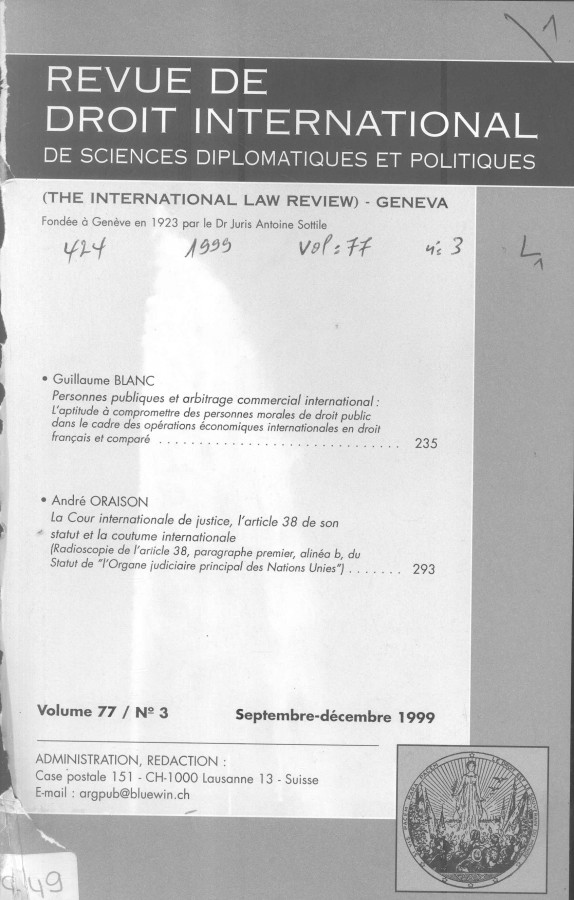 1
REVUE DE
DROIT INTERNATIONAL
DE SCIENCES DIPLOMATIQUES ET POLITIQUES
(THE INTERNATIONAL LAW REVIEW) - GENEVA
Fondée à Genève en 1923 par le Dr Juris Antoine Sottile
424 1999 Vol : 77 n: 3 L1
• Guillaume BLANC
Personnes publiques et arbitrage commercial international :
L'aptitude à compromettre des personnes morales de droit public
dans le cadre des opérations économiques internationales en droit
français et comparé . . . . . . . . . . . . . . . . . . . . . . . . . . . . . . 235
• André ORAISON
La Cour internationale de justice, l'article 38 de son
statut et la coutume internationale
(Radioscopie de l'article 38, paragraphe premier, alinéa b, du
Statut de "l'Organe judiciaire principal des Nations Unies") . . . . . . . 293
Volume 77 / Nº 3 Septembre-décembre 1999
ADMINISTRATION, REDACTION :
Case postale 151 - CH-1000 Lausanne 13 - Suisse
E-mail : argpub@bluewin.ch
49